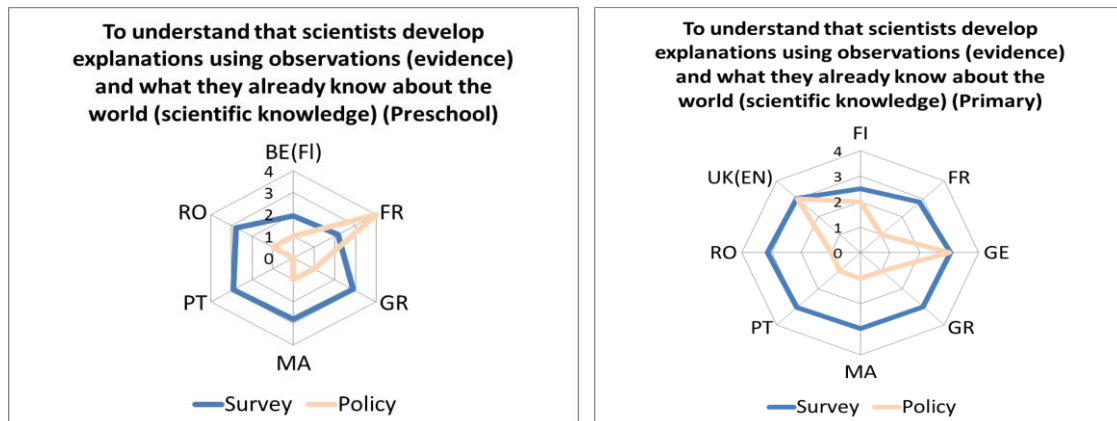 To understand that scientists develop
explanations using observations (evidence)
and what they already know about the
world (scientific knowledge) (Preschool)
BE(Fl)
4
3
2
1
0
FR
GR
MA
PT
RO
Survey
Policy
To understand that scientists develop
explanations using observations (evidence)
and what they already know about the
world (scientific knowledge) (Primary)
FI
4
3
2
1
0
FR
GE
GR
MA
PT
RO
UK(EN)
Survey
Policy